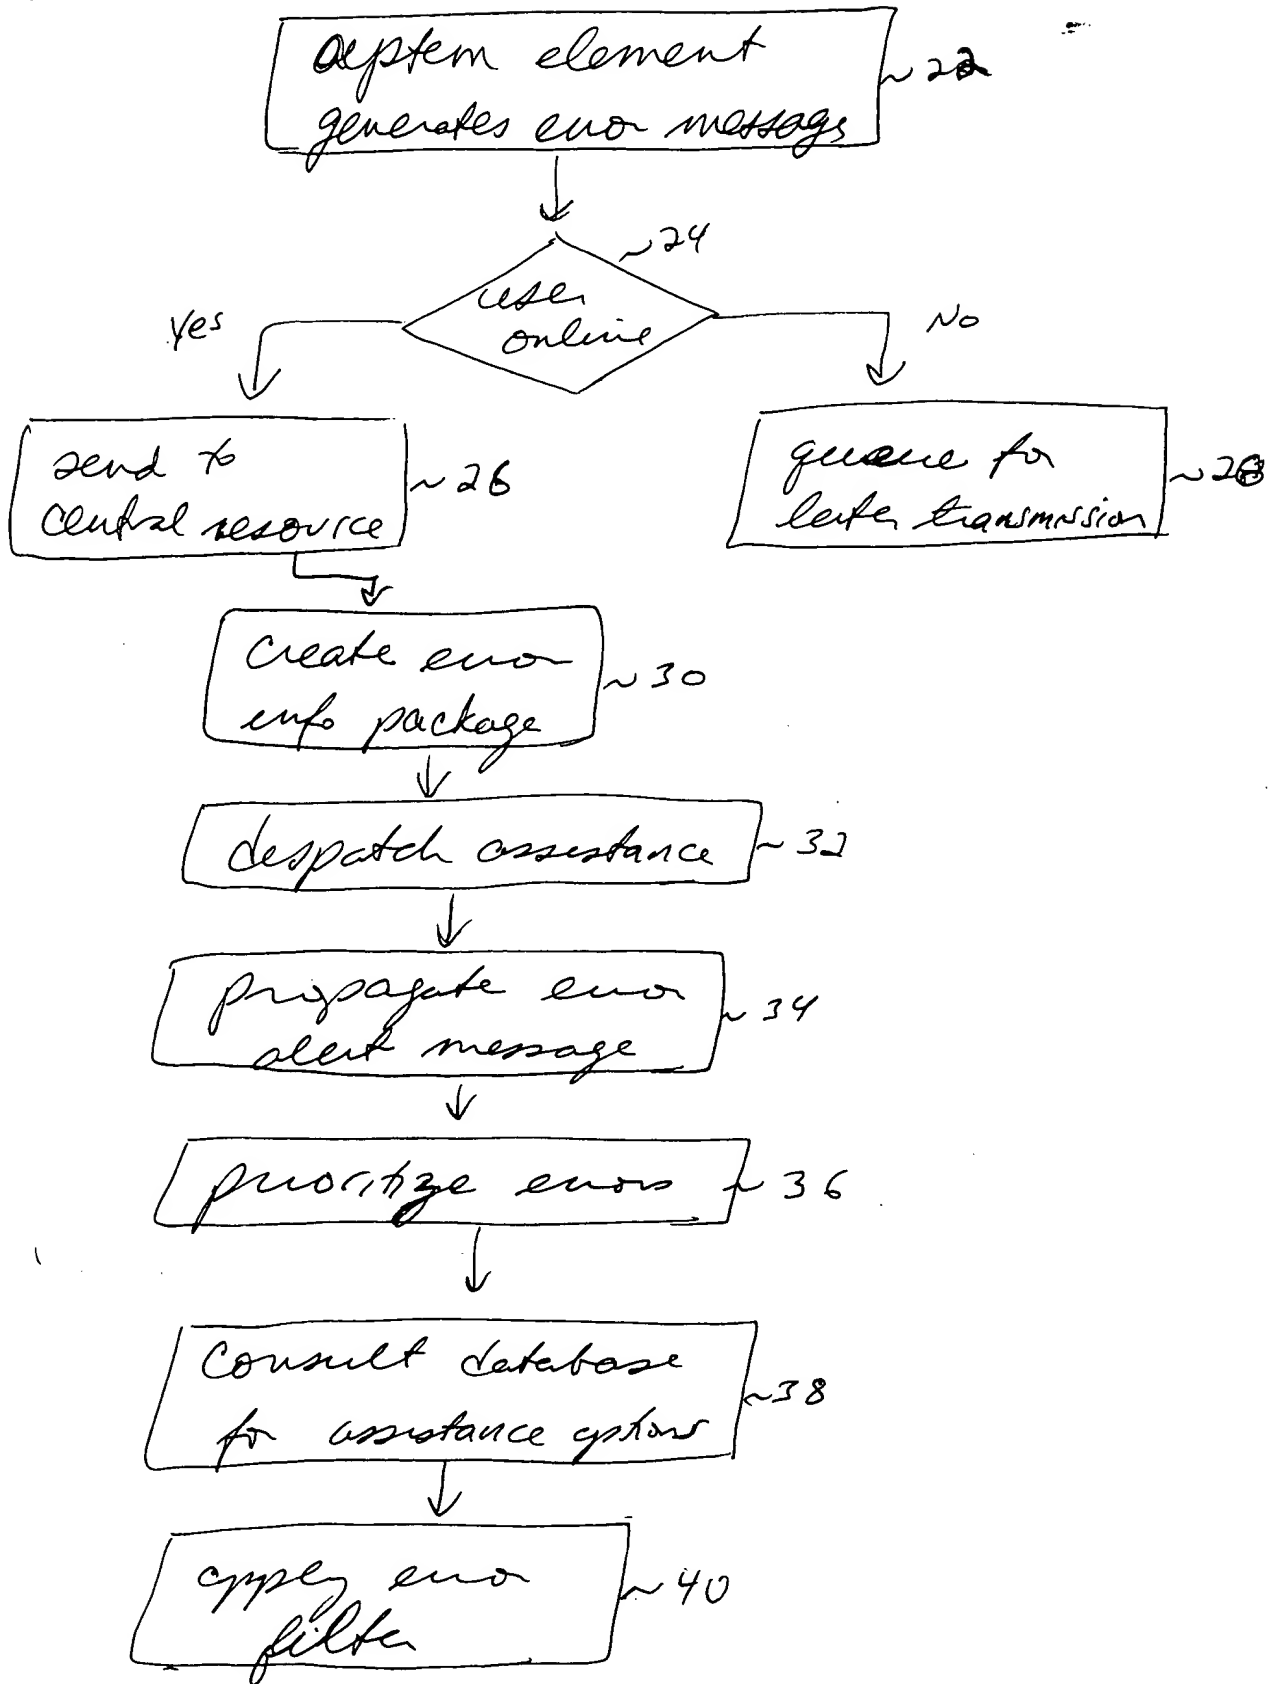 system element
generates error message
~22
~24
user
online
Yes
No
send to
central resource
~26
queue for
later transmission
~28
create error
info package
~30
despatch assistance
~32
propagate error
alert message
~34
prioritize errors
~36
consult database
for assistance options
~38
apply error
filter
~40